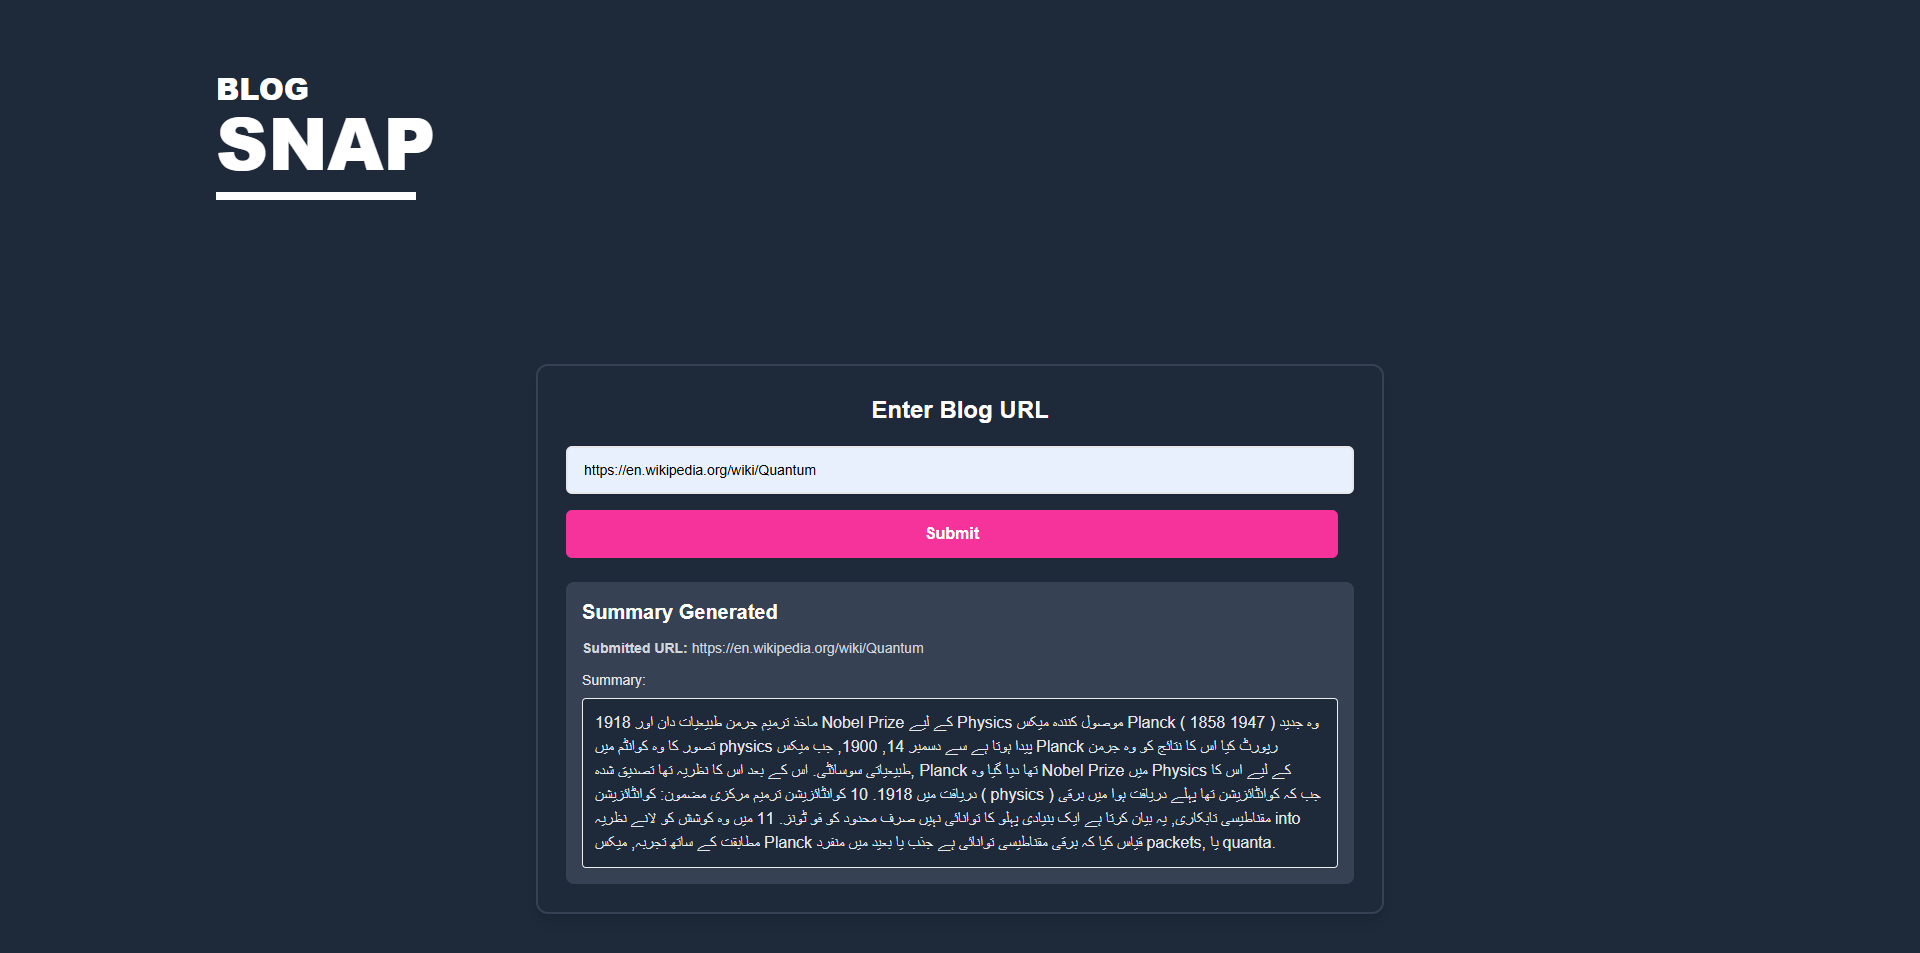 BLOG
SNAP
Enter Blog URL
https://en.wikipedia.org/wiki/Quantum
Submit
Summary Generated
Submitted URL: https://en.wikipedia.org/wiki/Quantum
Summary:
ماخذ ترمیم جرمن طبیعیات دان اور 1918 Nobel Prize کے لیے Physics موصول کنندہ میکس Planck ( 1858 1947 ) وہ جدید
تصور کا وہ کوانٹم میں physics پیدا ہوتا ہے سے دسمبر 14, 1900, جب میکس Planck رپورٹ کیا اس کا نتائج کو وہ جرمن
طبیعیاتی سوسائٹی. اس کے بعد اس کا نظریہ تھا تصدیق شدہ, Planck تھا دیا گیا وہ Nobel Prize میں Physics کے لیے اس کا
دریافت میں 1918. 10 کوانٹائزیشن ترمیم مرکزی مضمون: کوانٹائزیشن ( physics ) جب کہ کوانٹائزیشن تھا پہلے دریافت ہوا میں برقی
مقناطیسی تابکاری, یہ بیان کرتا ہے ایک بنیادی پہلو کا توانائی نہیں صرف محدود کو فوٹونز. 11 میں وہ کوشش کو لانے نظریہ into
مطابقت کے ساتھ تجربہ, میکس Planck قیاس کیا کہ برقی مقناطیسی توانائی ہے جذب یا بعید میں منفرد packets, یا quanta.